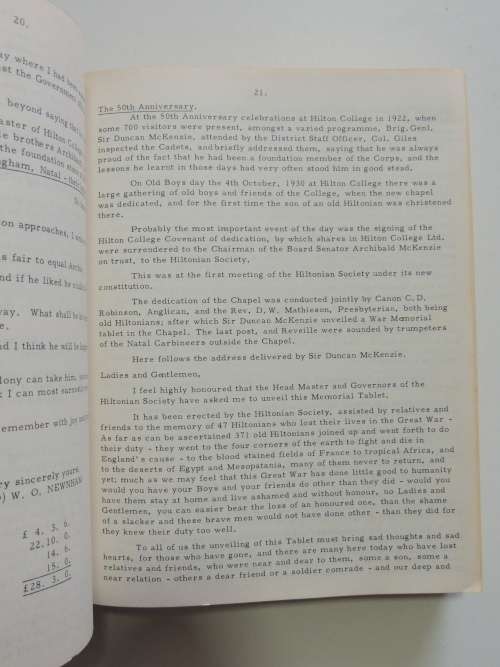 20.
ay where I had been
st the Government
beyond saying that
aster of Hilton Colleg
e brothers Archibald
the foundation
ngham, Natal
on approaches, I
s fair to equal
nd if he liked he
vay. What shall be
e.
nd I think he will be
olony can take him,
I can most
emember with joy
ry sincerely yours
) W. O. NEWNHAM
£ 4. 3. 6.
22. 10. 0.
14. 6.
15. 0.
£28. 3. 0.
21.
The 50th Anniversary.
At the 50th Anniversary celebrations at Hilton College in 1922, when
some 700 visitors were present, amongst a varied programme, Brig. Genl.
Sir Duncan McKenzie, attended by the District Staff Officer, Col. Giles
inspected the Cadets, and briefly addressed them, saying that he was always
proud of the fact that he had been a foundation member of the Corps, and the
lessons he learnt in those days had very often stood him in good stead.
On Old Boys day the 4th October, 1930 at Hilton College there was a
large gathering of old boys and friends of the College, when the new chapel
was dedicated, and for the first time the son of an old Hiltonian was christened
there.
Probably the most important event of the day was the signing of the
Hilton College Covenant of dedication, by which shares in Hilton College Ltd.
were surrendered to the Chairman of the Board Senator Archibald McKenzie
on trust, to the Hiltonian Society.
This was at the first meeting of the Hiltonian Society under its new
constitution.
The dedication of the Chapel was conducted jointly by Canon C. D.
Robinson, Anglican, and the Rev. D. W. Mathieson, Presbyterian, both being
old Hiltonians; after which Sir Duncan McKenzie unveiled a War Memorial
tablet in the Chapel. The last post, and Reveille were sounded by trumpeters
of the Natal Carbineers outside the Chapel.
Here follows the address delivered by Sir Duncan McKenzie.
Ladies and Gentlemen,
I feel highly honoured that the Head Master and Governors of the
Hiltonian Society have asked me to unveil this Memorial Tablet.
It has been erected by the Hiltonian Society, assisted by relatives and
friends to the memory of 47 Hiltonians who lost their lives in the Great War -
As far as can be ascertained 371 old Hiltonians joined up and went forth to do
their duty - they went to the four corners of the earth to fight and die in
England's cause - to the blood stained fields of France to tropical Africa, and
to the deserts of Egypt and Mesopotania, many of them never to return, and
yet; much as we may feel that this Great War has done little good to humanity
would you have your Boys and your friends do other than they did - would you
have them stay at home and live ashamed and without honour, no Ladies and
Gentlemen, you can easier bear the loss of an honoured one, than the shame
of a slacker and these brave men would not have done other - than they did for
they knew their duty too well.
To all of us the unveiling of this Tablet must bring sad thoughts and sad
hearts, for those who have gone, and there are many here today who have lost
relatives and friends, who were near and dear to them, some a son, some a
near relation - others a dear friend or a soldier comrade - and our deep and